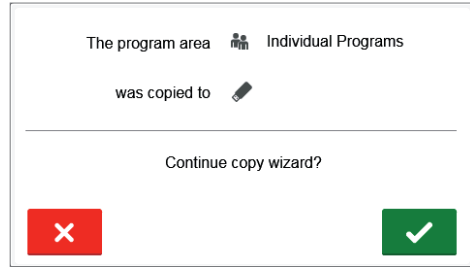 The program area Individual Programs
was copied to
Continue copy wizard?